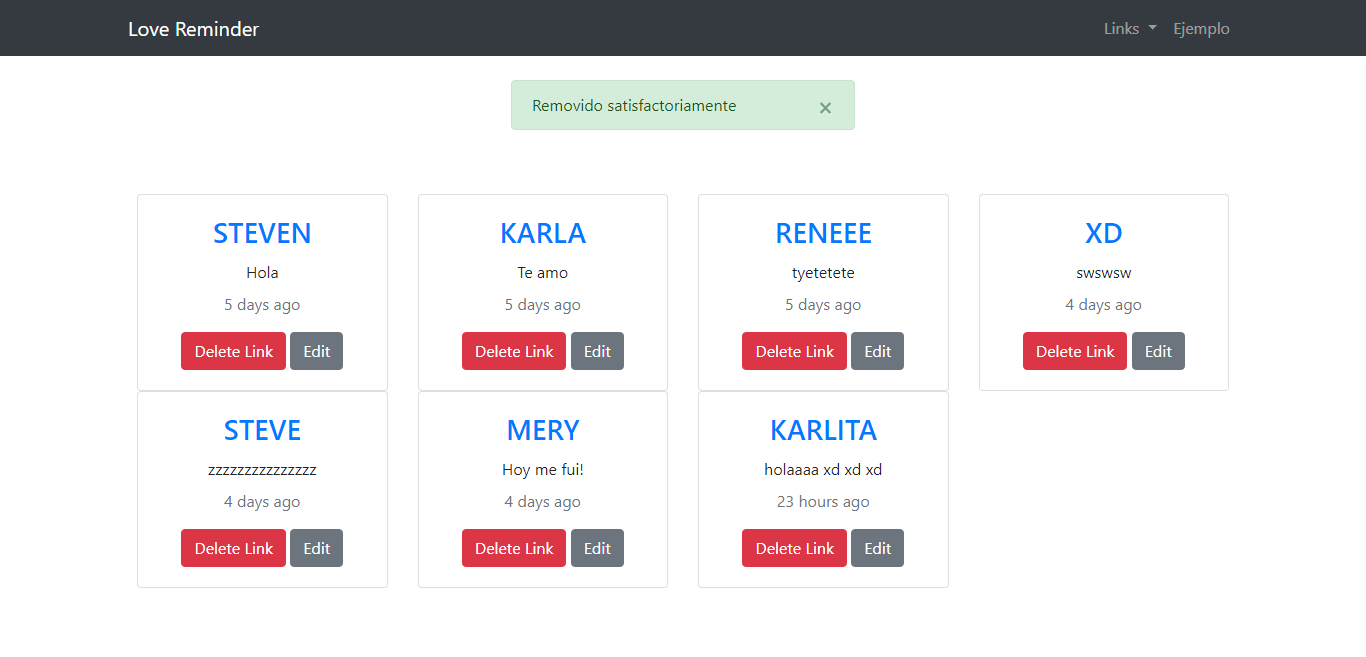 Love Reminder
Links
Ejemplo
Removido satisfactoriamente ×
STEVEN
Hola
5 days ago
Delete Link
Edit
KARLA
Te amo
5 days ago
Delete Link
Edit
RENEEE
tyetetete
5 days ago
Delete Link
Edit
XD
swswsw
4 days ago
Delete Link
Edit
STEVE
zzzzzzzzzzzzzzz
4 days ago
Delete Link
Edit
MERY
Hoy me fui!
4 days ago
Delete Link
Edit
KARLITA
holaaaa xd xd xd
23 hours ago
Delete Link
Edit